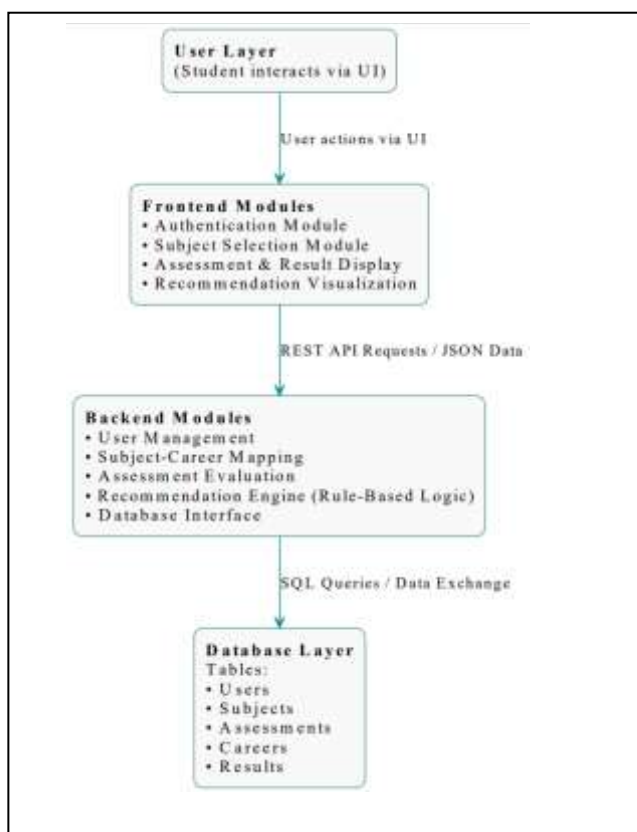 User Layer
(Student interacts via UI)
User actions via UI
Frontend Modules
• Authentication Module
• Subject Selection Module
• Assessment & Result Display
• Recommendation Visualization
REST API Requests / JSON Data
Backend Modules
• User Management
• Subject-Career Mapping
• Assessment Evaluation
• Recommendation Engine (Rule-Based Logic)
• Database Interface
SQL Queries / Data Exchange
Database Layer
Tables:
• Users
• Subjects
• Assessments
• Careers
• Results